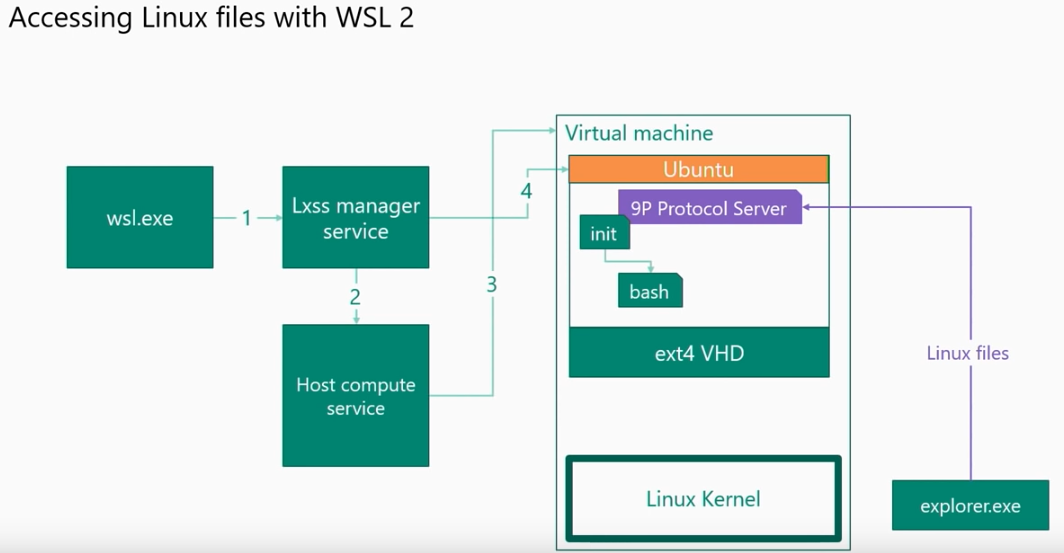 Accessing Linux files with WSL 2
Virtual machine
Ubuntu
wsl.exe
1
Lxss manager
service
4
9P Protocol Server
init
bash
2
3
Host compute
service
ext4 VHD
Linux files
Linux Kernel
explorer.exe